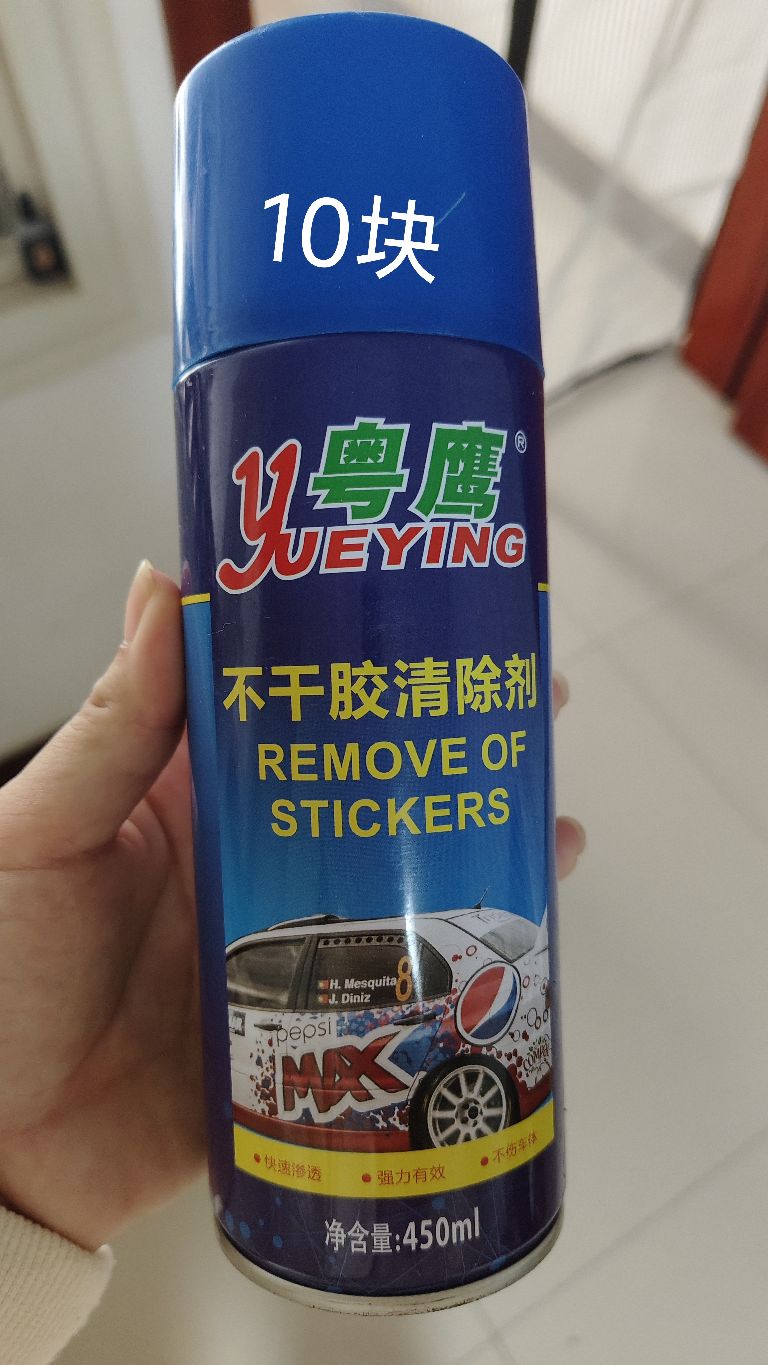 10块
粤鹰®
YUEYING
不干胶清除剂
REMOVE OF
STICKERS
H. Mesquita
J. Diniz
8
pepsi
MAX
快速渗透
强力有效
不伤车体
净含量:450ml